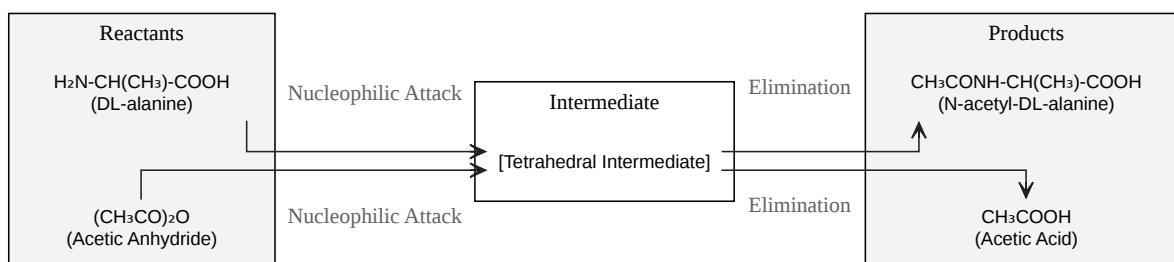 Reactants
H₂N-CH(CH₃)-COOH
(DL-alanine)
(CH₃CO)₂O
(Acetic Anhydride)
Nucleophilic Attack
Nucleophilic Attack
Intermediate
[Tetrahedral Intermediate]
Elimination
Elimination
Products
CH₃CONH-CH(CH₃)-COOH
(N-acetyl-DL-alanine)
CH₃COOH
(Acetic Acid)